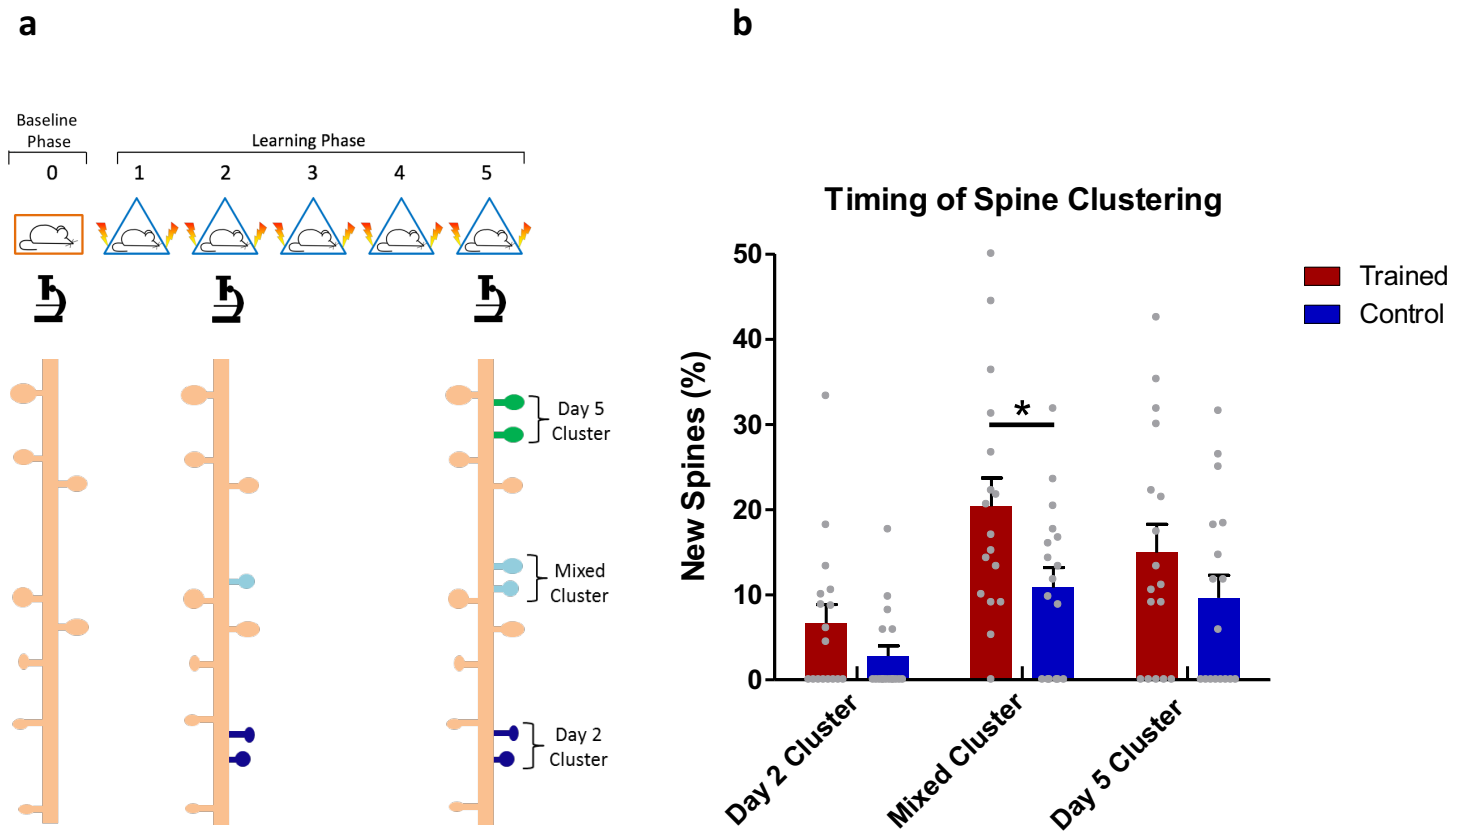 a
Baseline
Phase
Learning Phase
0
1
2
3
4
5
Day 5
Cluster
Mixed
Cluster
Day 2
Cluster
b
Timing of Spine Clustering
New Spines (%)
50
40
30
20
10
0
*
Day 2 Cluster
Mixed Cluster
Day 5 Cluster
Trained
Control